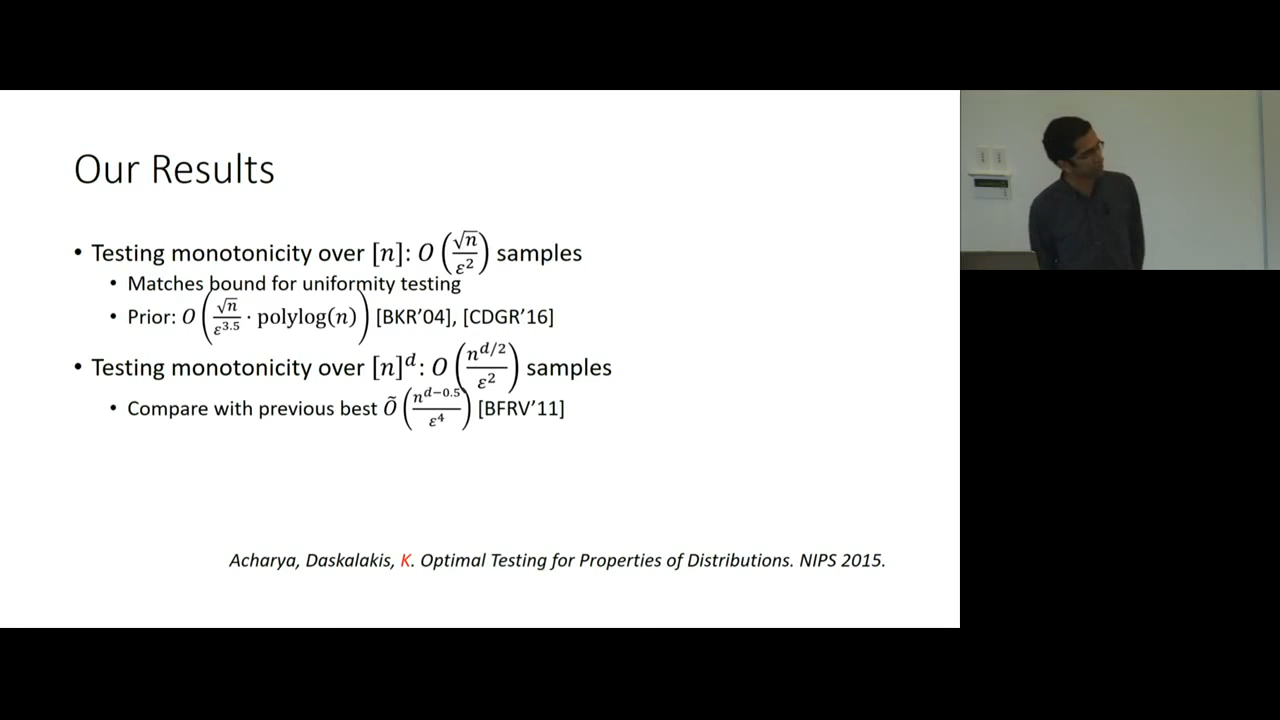 Our Results
• Testing monotonicity over [n]: O(√n/ε²) samples
• Matches bound for uniformity testing
• Prior: O(√n/ε^3.5 · polylog(n)) [BKR'04], [CDGR'16]
• Testing monotonicity over [n]^d: O(n^{d/2}/ε²) samples
• Compare with previous best Õ(n^{d−0.5}/ε⁴) [BFRV'11]
Acharya, Daskalakis, K. Optimal Testing for Properties of Distributions. NIPS 2015.